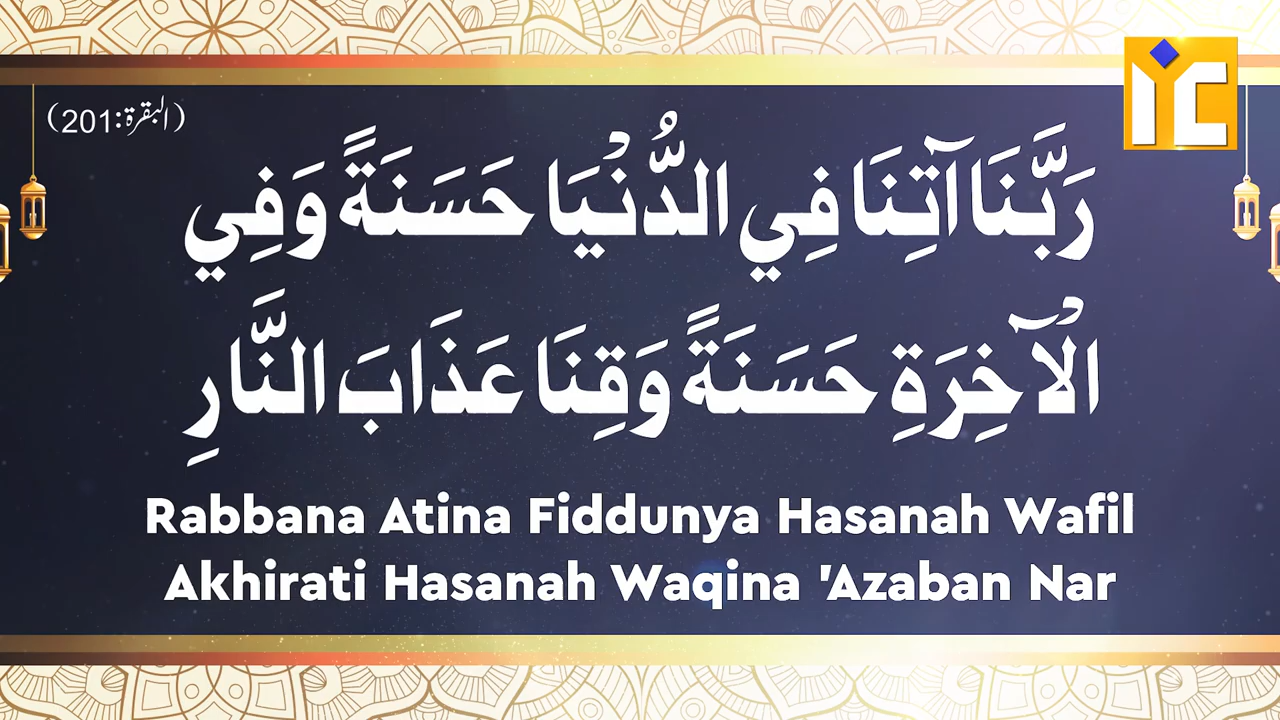 (البقرة:201)
رَبَّنَا آتِنَا فِي الدُّنْيَا حَسَنَةً وَفِي
الْآخِرَةِ حَسَنَةً وَقِنَا عَذَابَ النَّارِ
Rabbana Atina Fiddunya Hasanah Wafil
Akhirati Hasanah Waqina 'Azaban Nar